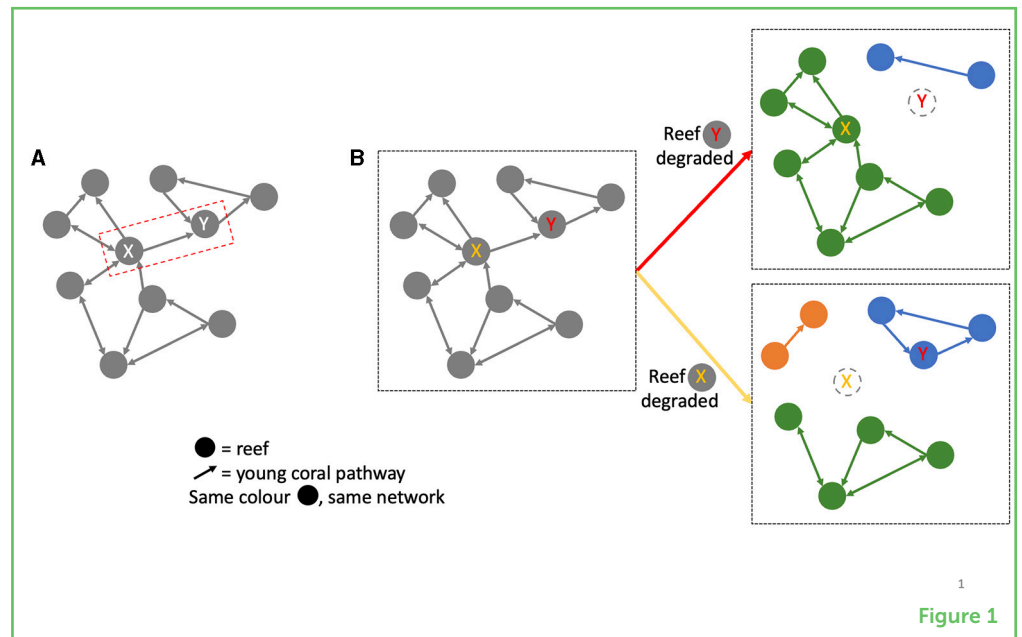 A
X
Y
B
X
Y
Reef Y
degraded
Reef X
degraded
X
Y
Y
X
= reef
= young coral pathway
Same colour , same network
1
Figure 1